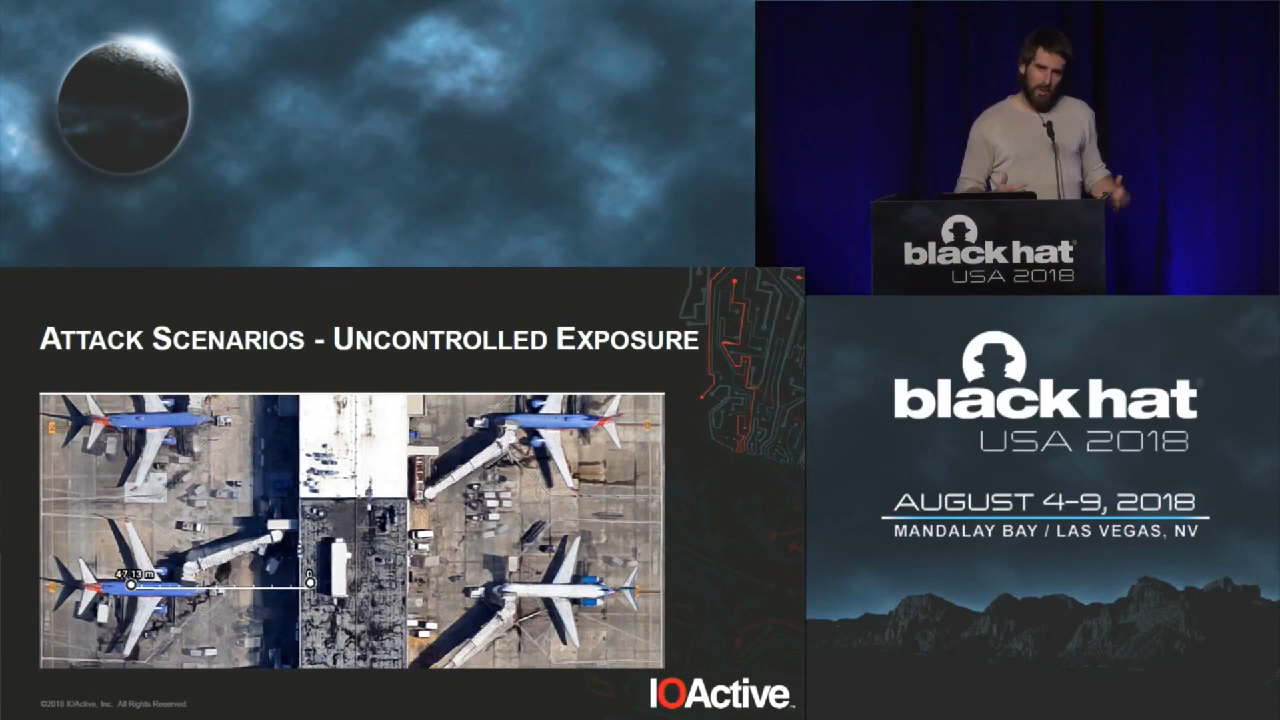 black hat
USA 2018
ATTACK SCENARIOS - UNCONTROLLED EXPOSURE
47.13 m
0
©2018 IOActive, Inc. All Rights Reserved
IOActive
black hat
USA 2018
AUGUST 4-9, 2018
MANDALAY BAY / LAS VEGAS, NV